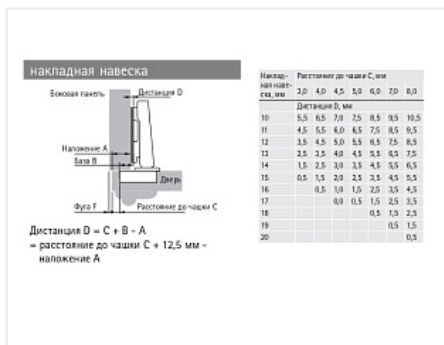 накладная навеска
Боковая панель
Дистанция D
Наложение A
База B
Дверь
Фуга F
Расстояние до чашки C
Дистанция D = C + B - A
= расстояние до чашки C + 12,5 мм -
наложение A
Наклад-
ная наве-
ска, мм
Расстояние до чашки C, мм
3,0 4,0 4,5 5,0 6,0 7,0 8,0
Дистанция D, мм
10 5,5 6,5 7,0 7,5 8,5 9,5 10,5
11 4,5 5,5 6,0 6,5 7,5 8,5 9,5
12 3,5 4,5 5,0 5,5 6,5 7,5 8,5
13 2,5 3,5 4,0 4,5 5,5 6,5 7,5
14 1,5 2,5 3,0 3,5 4,5 5,5 6,5
15 0,5 1,5 2,0 2,5 3,5 4,5 5,5
16 0,5 1,0 1,5 2,5 3,5 4,5
17 0,0 0,5 1,5 2,5 3,5
18 0,5 1,5 2,5
19 0,5 1,5
20 0,5